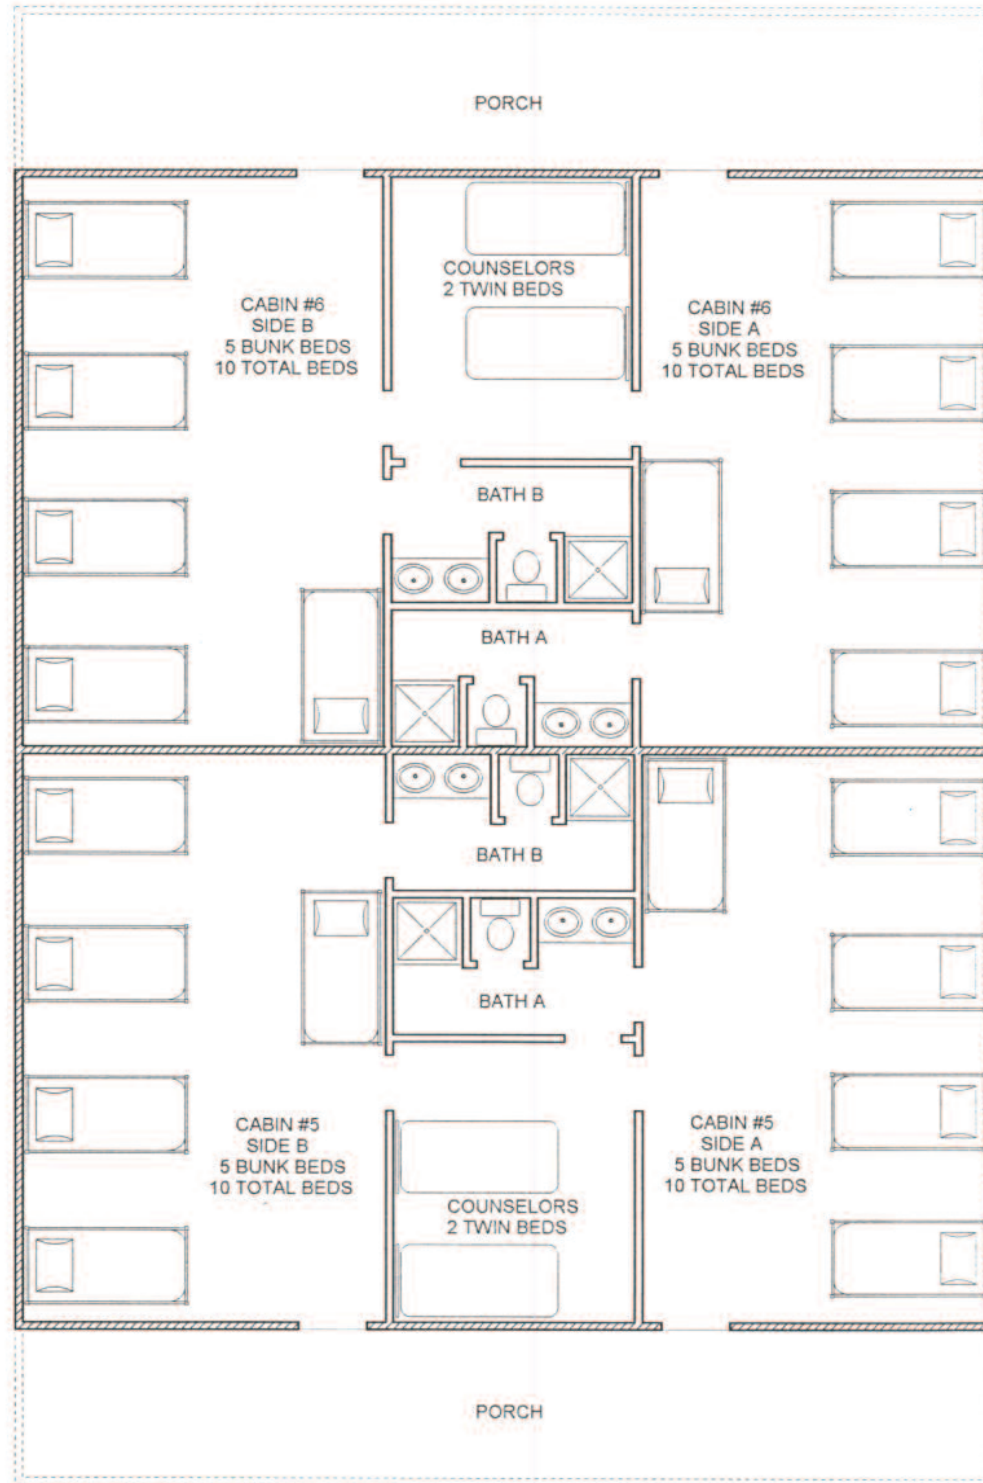 PORCH
COUNSELORS
2 TWIN BEDS
CABIN #6
SIDE B
5 BUNK BEDS
10 TOTAL BEDS
CABIN #6
SIDE A
5 BUNK BEDS
10 TOTAL BEDS
BATH B
BATH A
BATH B
BATH A
CABIN #5
SIDE B
5 BUNK BEDS
10 TOTAL BEDS
CABIN #5
SIDE A
5 BUNK BEDS
10 TOTAL BEDS
COUNSELORS
2 TWIN BEDS
PORCH